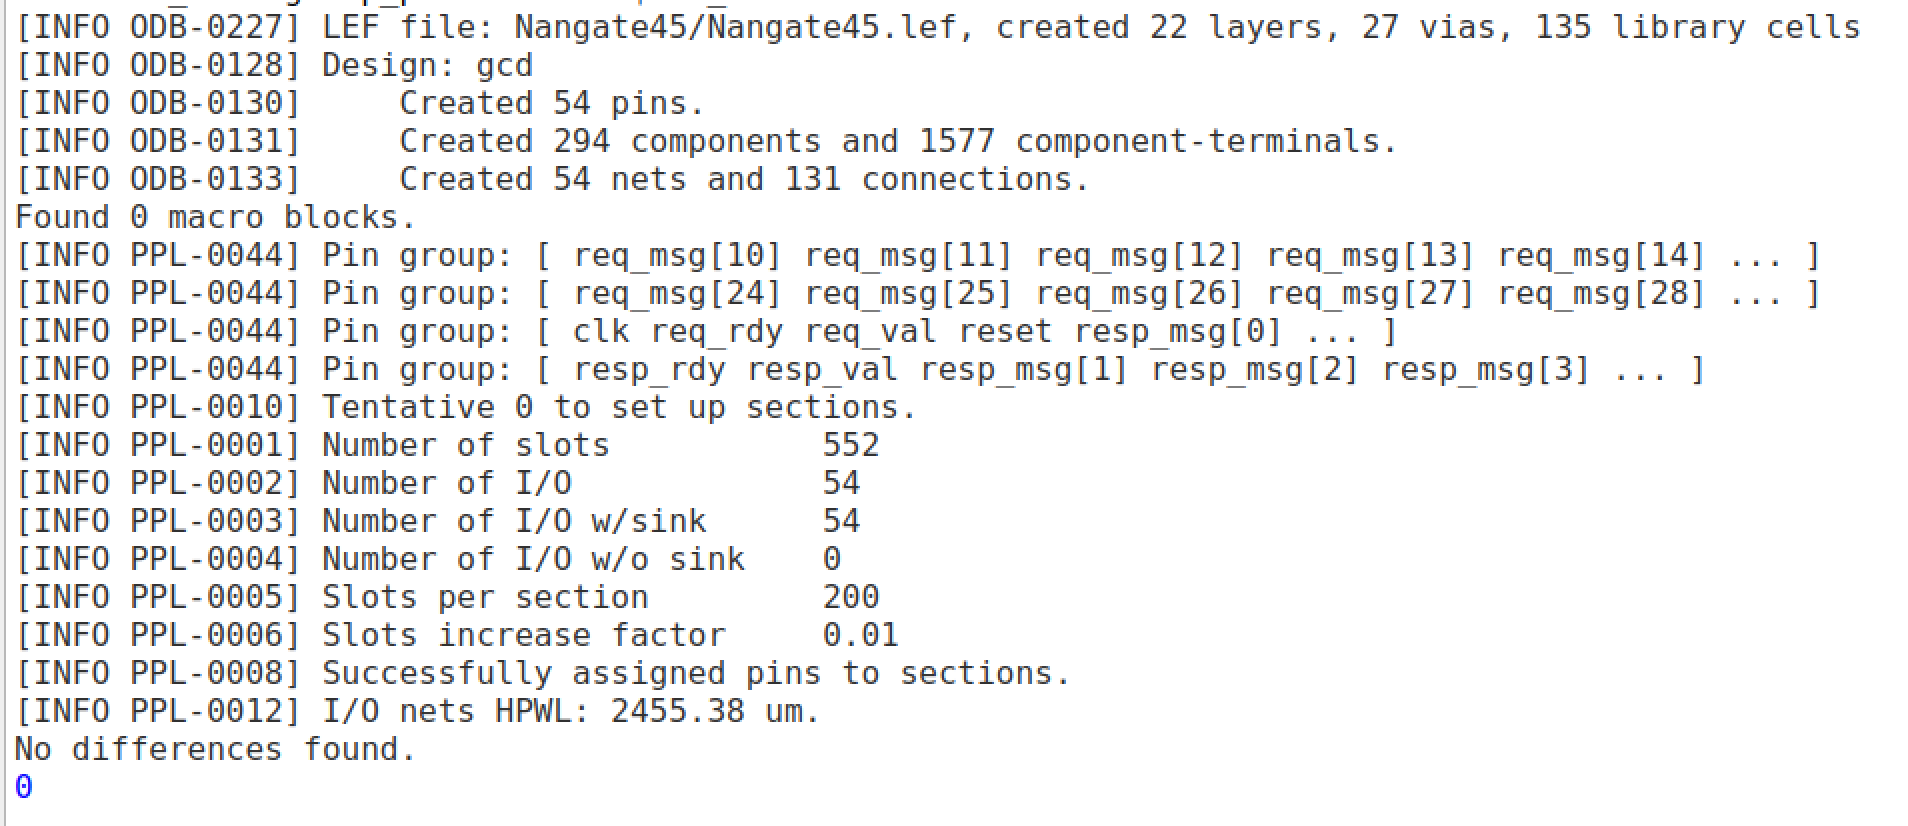 [INFO ODB-0227] LEF file: Nangate45/Nangate45.lef, created 22 layers, 27 vias, 135 library cells
[INFO ODB-0128] Design: gcd
[INFO ODB-0130]     Created 54 pins.
[INFO ODB-0131]     Created 294 components and 1577 component-terminals.
[INFO ODB-0133]     Created 54 nets and 131 connections.
Found 0 macro blocks.
[INFO PPL-0044] Pin group: [ req_msg[10] req_msg[11] req_msg[12] req_msg[13] req_msg[14] ... ]
[INFO PPL-0044] Pin group: [ req_msg[24] req_msg[25] req_msg[26] req_msg[27] req_msg[28] ... ]
[INFO PPL-0044] Pin group: [ clk req_rdy req_val reset resp_msg[0] ... ]
[INFO PPL-0044] Pin group: [ resp_rdy resp_val resp_msg[1] resp_msg[2] resp_msg[3] ... ]
[INFO PPL-0010] Tentative 0 to set up sections.
[INFO PPL-0001] Number of slots           552
[INFO PPL-0002] Number of I/O             54
[INFO PPL-0003] Number of I/O w/sink      54
[INFO PPL-0004] Number of I/O w/o sink    0
[INFO PPL-0005] Slots per section         200
[INFO PPL-0006] Slots increase factor     0.01
[INFO PPL-0008] Successfully assigned pins to sections.
[INFO PPL-0012] I/O nets HPWL: 2455.38 um.
No differences found.
0